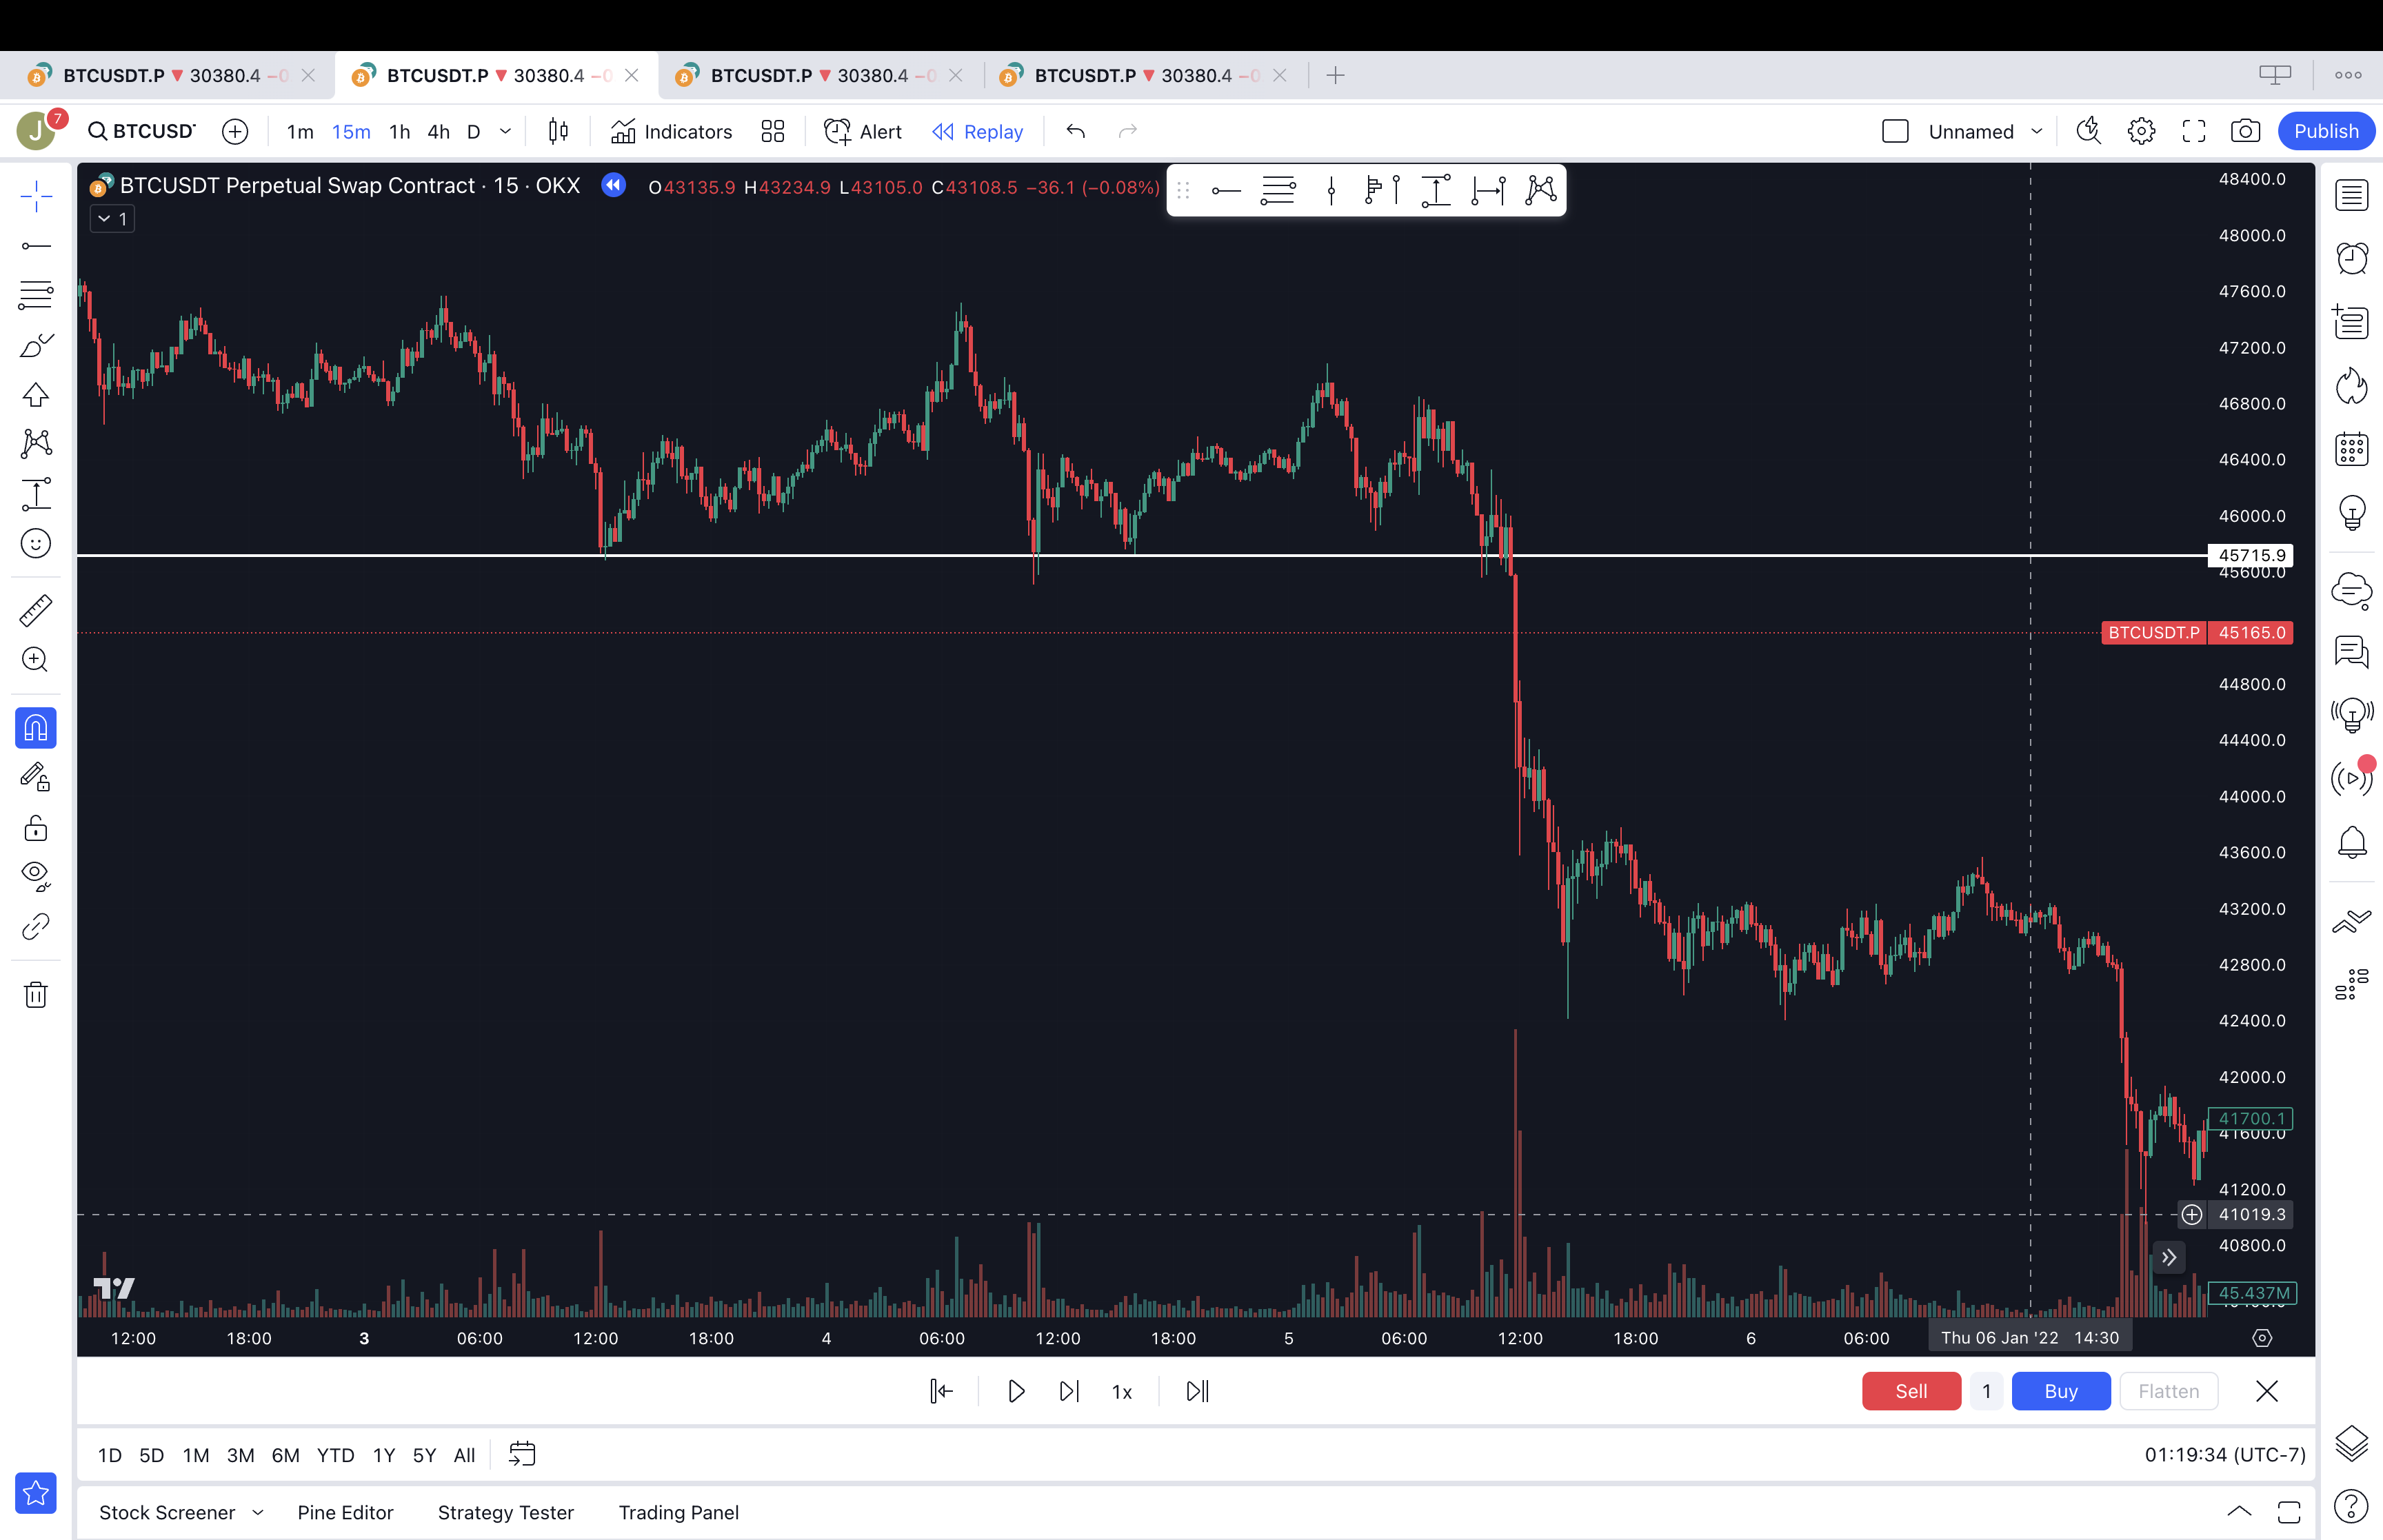 BTCUSDT.P ▼ 30380.4 −0
BTCUSDT.P ▼ 30380.4 −0
BTCUSDT.P ▼ 30380.4 −0
BTCUSDT.P ▼ 30380.4 −0
J 7 BTCUSD 1m 15m 1h 4h D Indicators Alert Replay Unnamed Publish
BTCUSDT Perpetual Swap Contract · 15 · OKX O43135.9 H43234.9 L43105.0 C43108.5 −36.1 (−0.08%)
1
48400.0
48000.0
47600.0
47200.0
46800.0
46400.0
46000.0
45715.9
45600.0
BTCUSDT.P 45165.0
44800.0
44400.0
44000.0
43600.0
43200.0
42800.0
42400.0
42000.0
41700.1
41600.0
41200.0
41019.3
40800.0
45.437M
12:00 18:00 3 06:00 12:00 18:00 4 06:00 12:00 18:00 5 06:00 12:00 18:00 6 06:00 Thu 06 Jan '22 14:30
1x Sell 1 Buy Flatten
1D 5D 1M 3M 6M YTD 1Y 5Y All 01:19:34 (UTC-7)
Stock Screener Pine Editor Strategy Tester Trading Panel